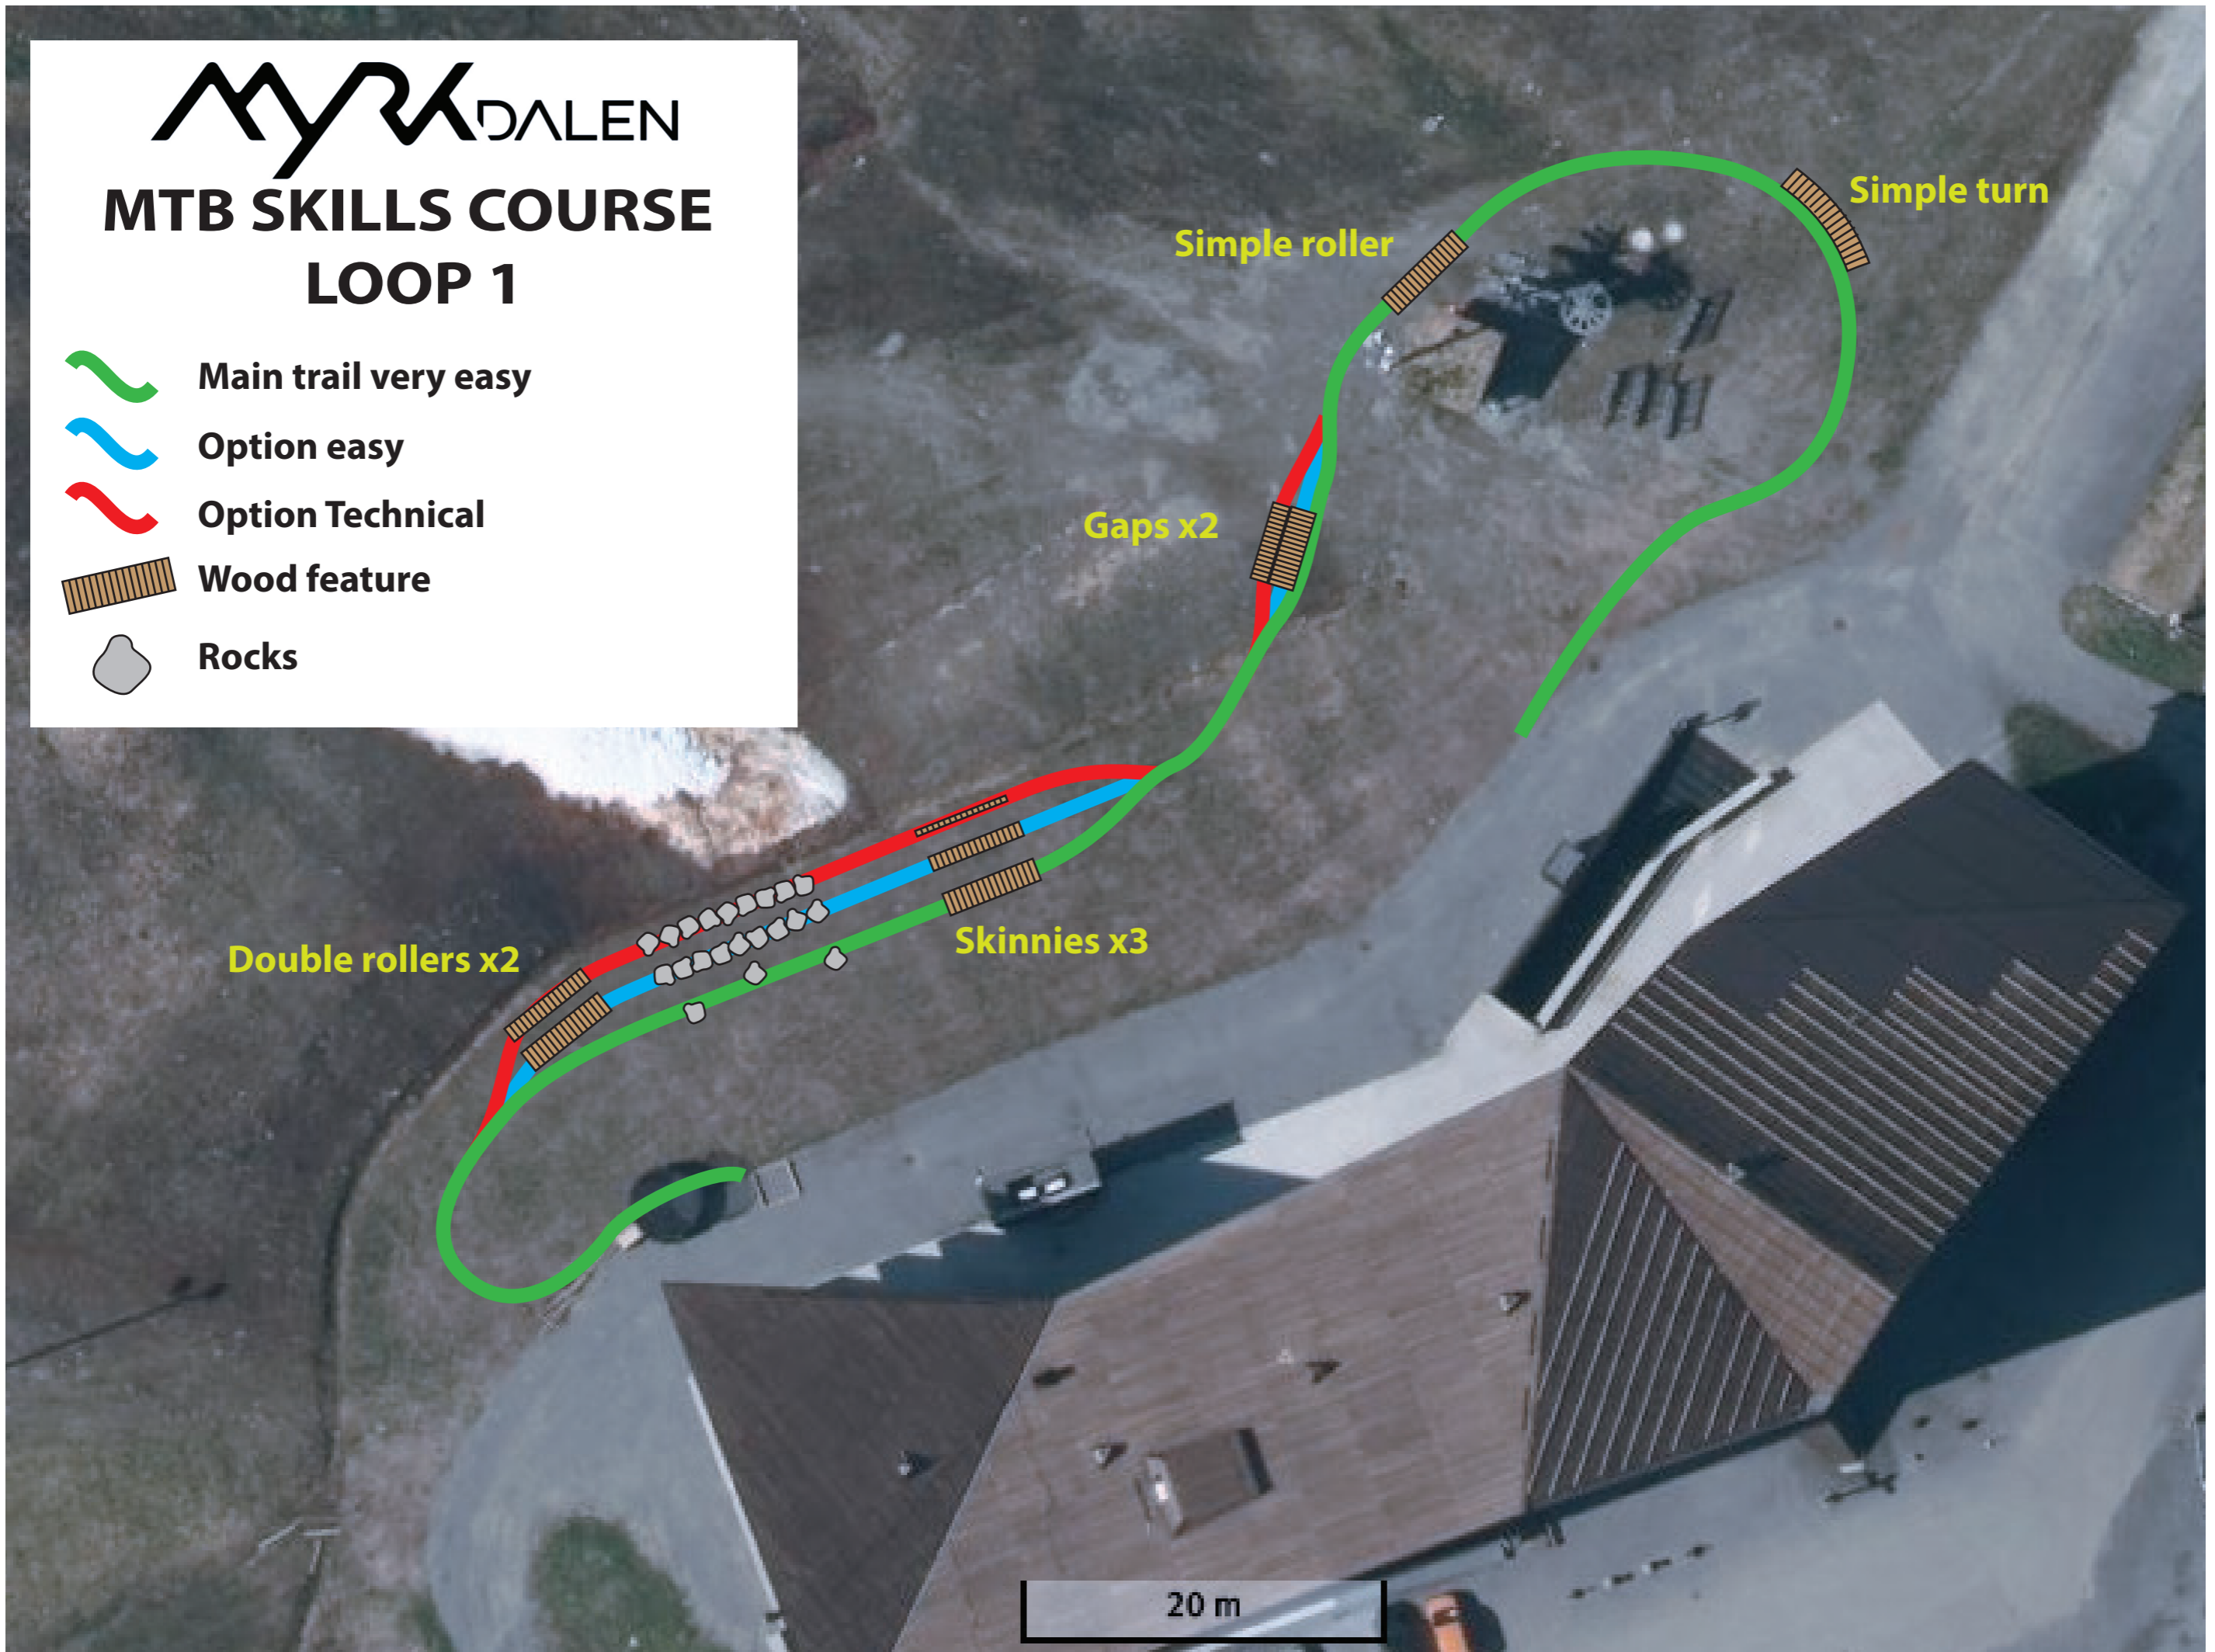 MYRKDALEN
MTB SKILLS COURSE
LOOP 1
Main trail very easy
Option easy
Option Technical
Wood feature
Rocks
Simple turn
Simple roller
Gaps x2
Skinnies x3
Double rollers x2
20 m